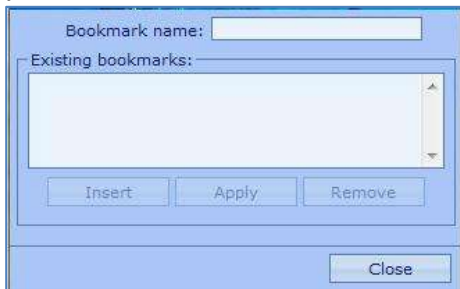 Bookmark name:
Existing bookmarks:
Insert Apply Remove
Close